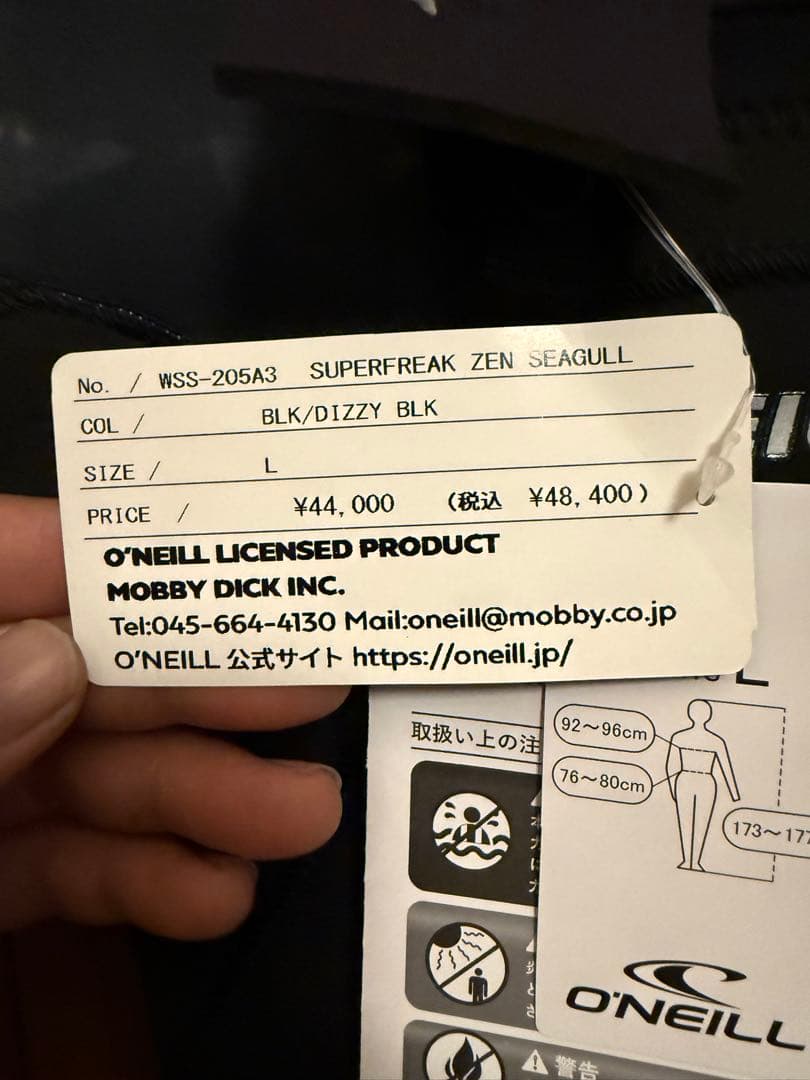 No. / WSS-205A3 SUPERFREAK ZEN SEAGULL
COL / BLK/DIZZY BLK
SIZE / L
PRICE / ¥44,000 (税込 ¥48,400)
O'NEILL LICENSED PRODUCT
MOBBY DICK INC.
Tel:045-664-4130 Mail:oneill@mobby.co.jp
O'NEILL 公式サイト https://oneill.jp/
L
取扱い上の注
92〜96cm
76〜80cm
173〜177
O'NEILL
警告